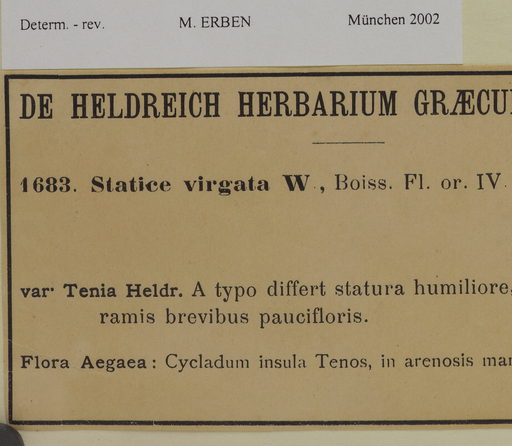 Determ. - rev. M. ERBEN München 2002
DE HELDREICH HERBARIUM GRÆCU
1683. Statice virgata W., Boiss. Fl. or. IV.
var. Tenia Heldr. A typo differt statura humiliore,
ramis brevibus paucifloris.
Flora Aegaea: Cycladum insula Tenos, in arenosis mar